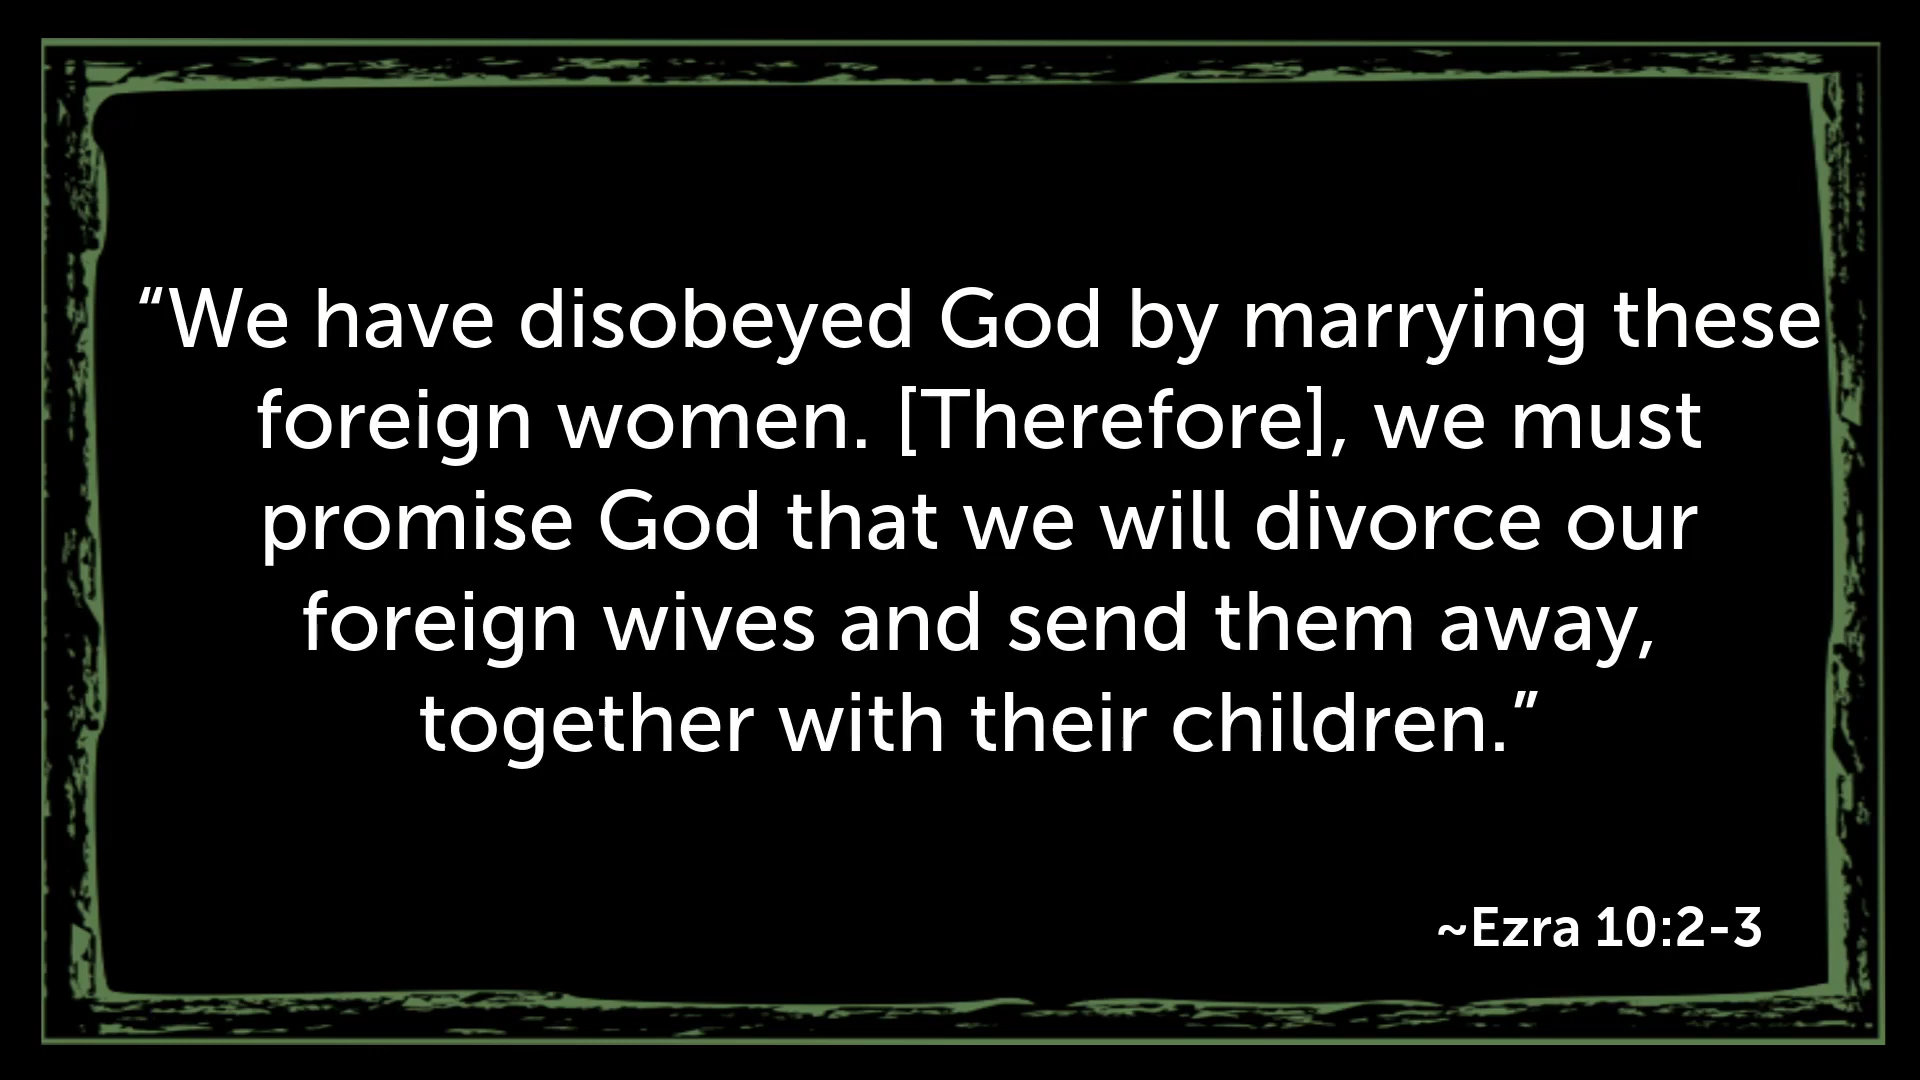 “We have disobeyed God by marrying these
foreign women. [Therefore], we must
promise God that we will divorce our
foreign wives and send them away,
together with their children.”
~Ezra 10:2-3